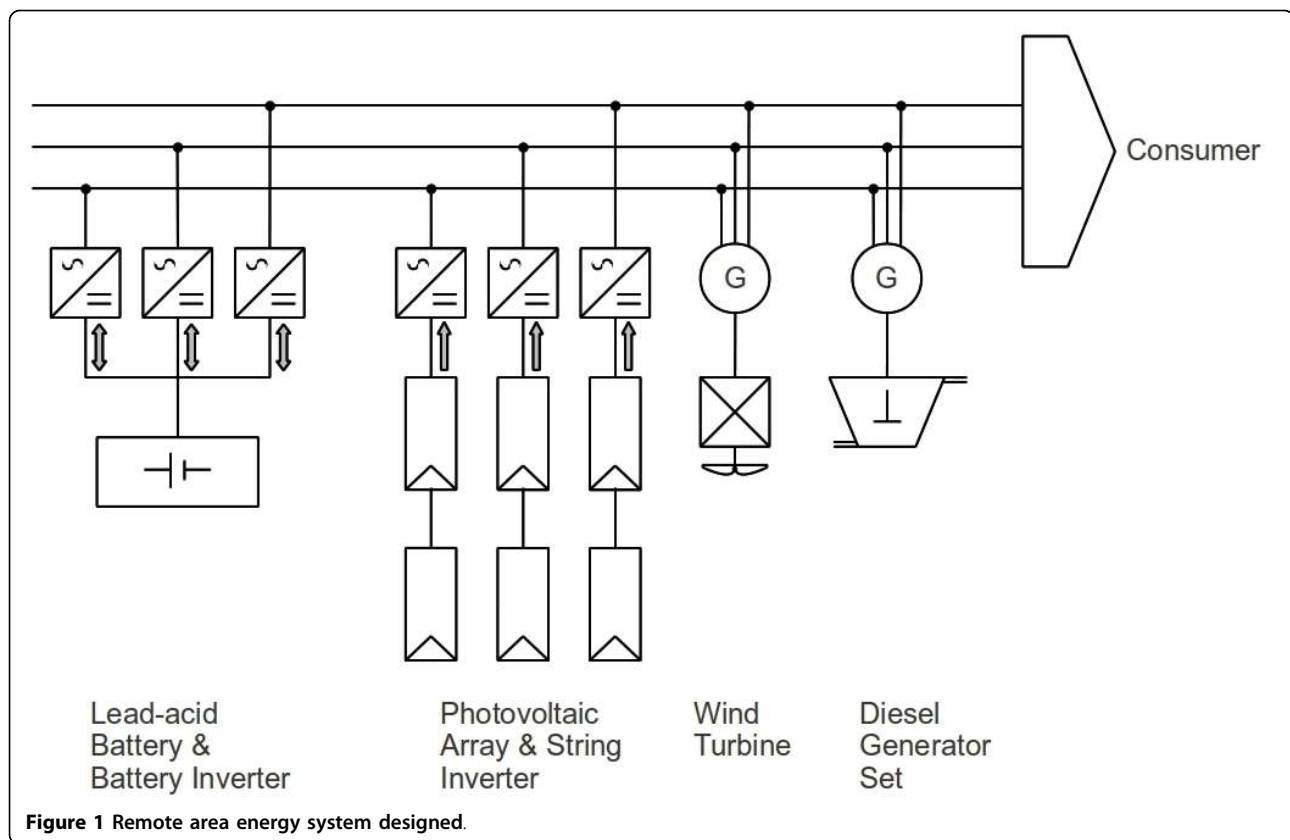 Consumer
G
G
Lead-acid
Battery &
Battery Inverter
Photovoltaic
Array & String
Inverter
Wind
Turbine
Diesel
Generator
Set
Figure 1 Remote area energy system designed.